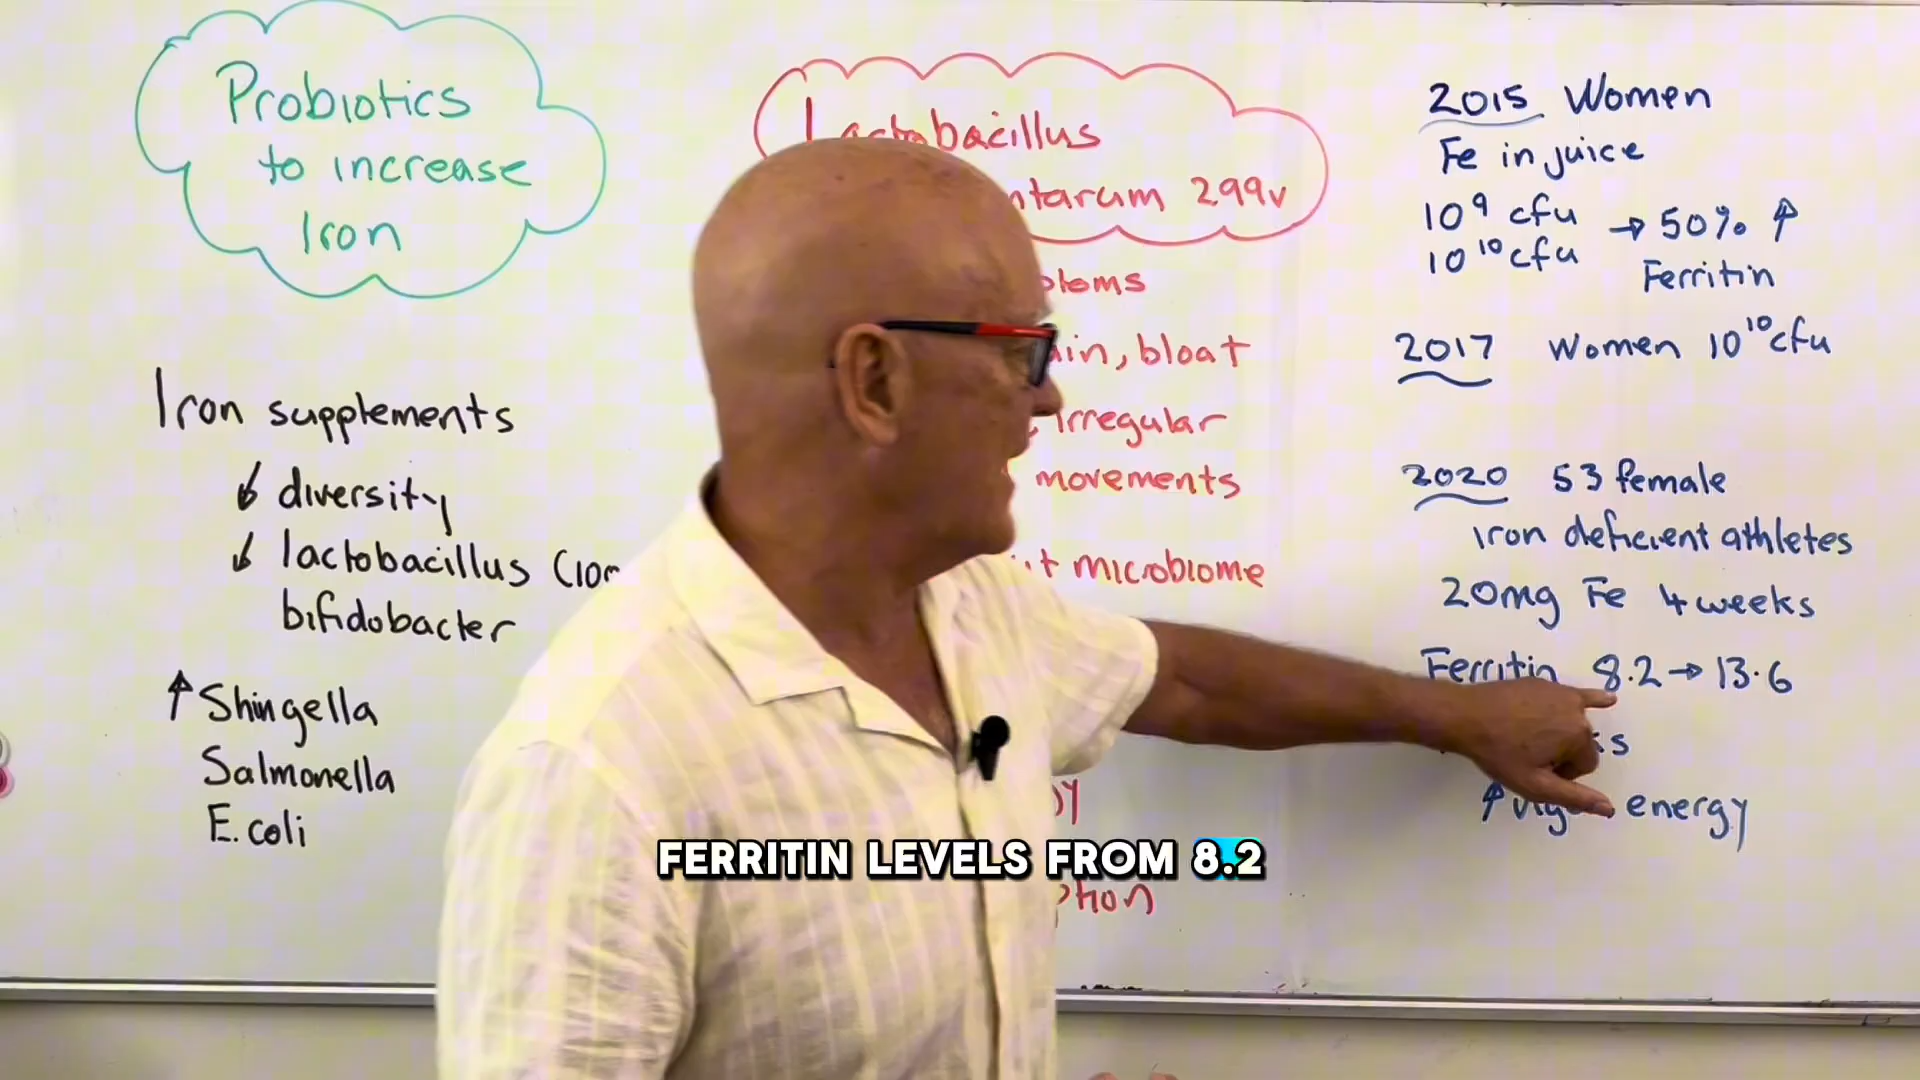 Probiotics
to increase
Iron
Iron supplements
↓ diversity
↓ lactobacillus
bifidobacter
↑ Shingella
Salmonella
E. coli
bacillus
299v
bloat
Irregular
movements
microbiome
2015 Women
Fe in juice
10⁹ cfu
10¹⁰ cfu
→ 50% ↑
Ferritin
2017 Women 10¹⁰ cfu
2020 53 female
Iron deficient athletes
20mg Fe 4 weeks
Ferritin 8.2 → 13.6
↑ energy
FERRITIN LEVELS FROM 8.2